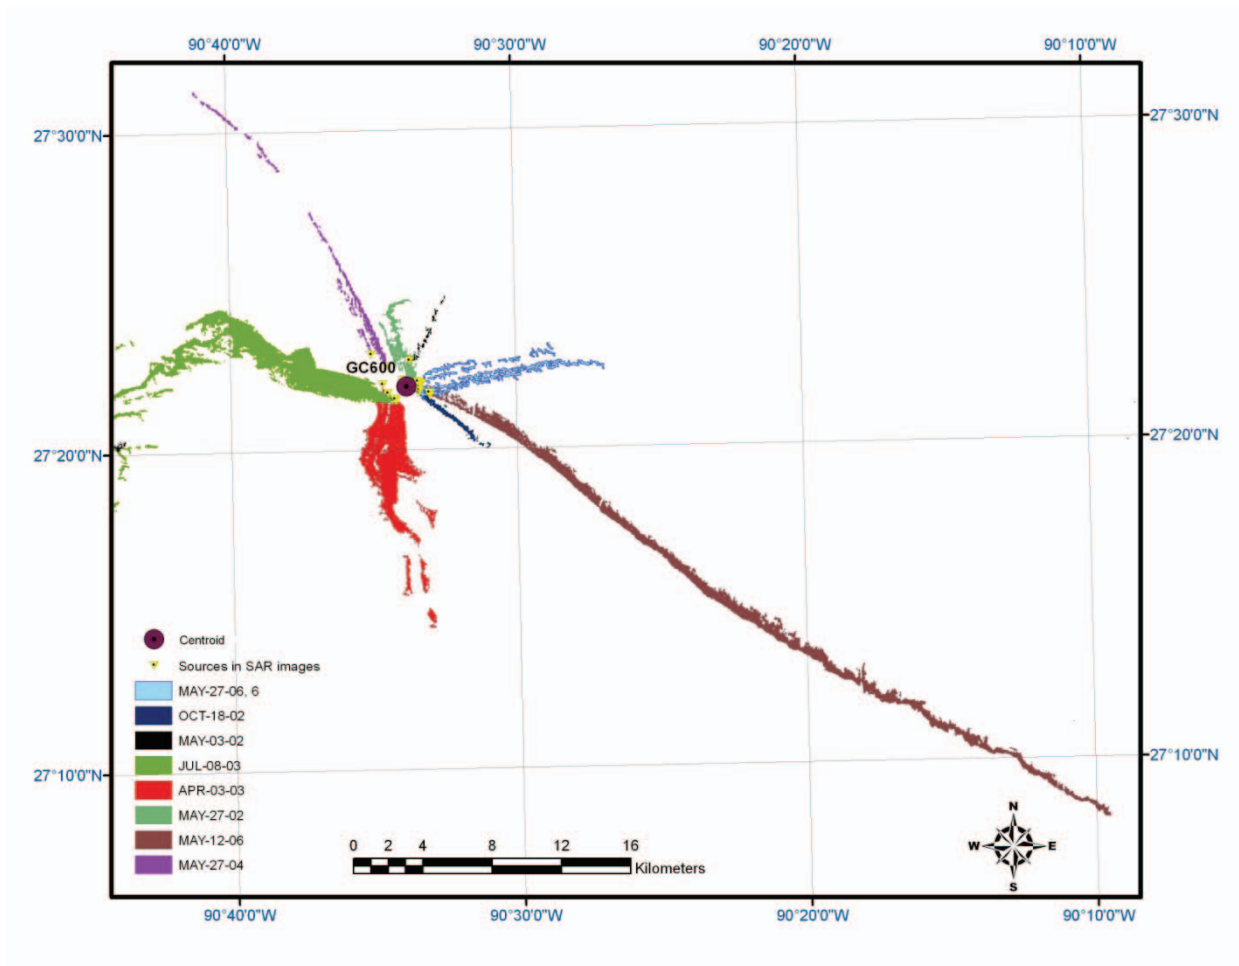 90°40'0"W 90°30'0"W 90°20'0"W 90°10'0"W
27°30'0"N 27°30'0"N
GC600
27°20'0"N 27°20'0"N
Centroid
Sources in SAR images
MAY-27-06, 6
OCT-18-02
MAY-03-02
27°10'0"N JUL-08-03 27°10'0"N
APR-03-03
MAY-27-02
MAY-12-06
MAY-27-04
0 2 4 8 12 16
Kilometers
N
W E
S
90°40'0"W 90°30'0"W 90°20'0"W 90°10'0"W